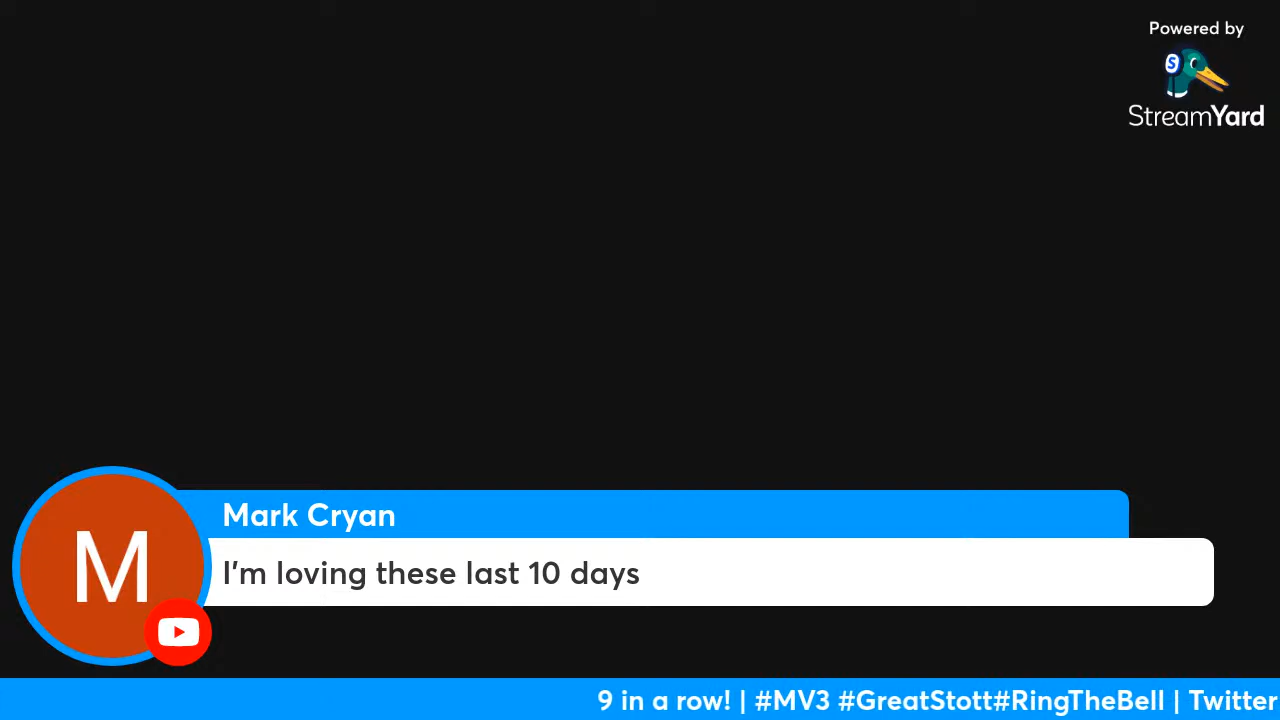 Powered by
S
StreamYard
Mark Cryan
M
I'm loving these last 10 days
9 in a row! | #MV3 #GreatStott#RingTheBell | Twitter